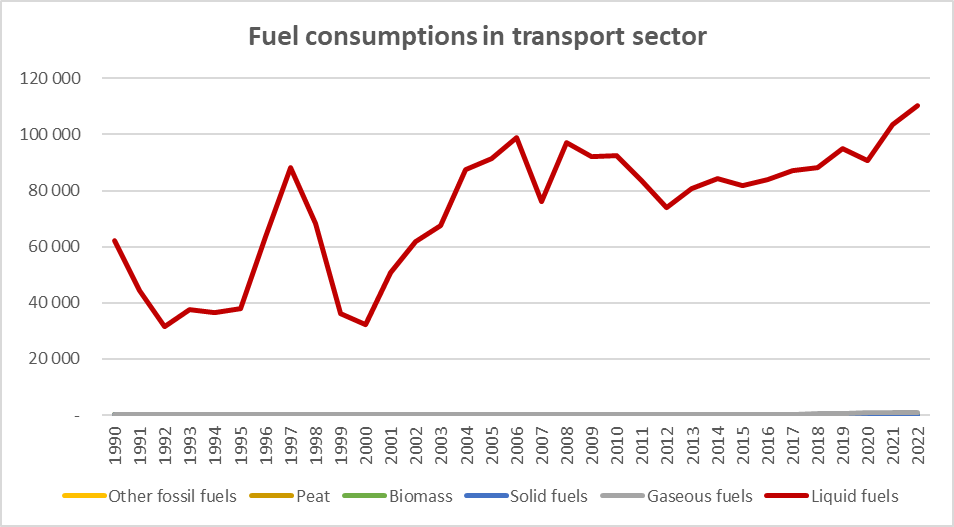 Fuel consumptions in transport sector
120 000
100 000
80 000
60 000
40 000
20 000
-
1990 1991 1992 1993 1994 1995 1996 1997 1998 1999 2000 2001 2002 2003 2004 2005 2006 2007 2008 2009 2010 2011 2012 2013 2014 2015 2016 2017 2018 2019 2020 2021 2022
Other fossil fuels Peat Biomass Solid fuels Gaseous fuels Liquid fuels